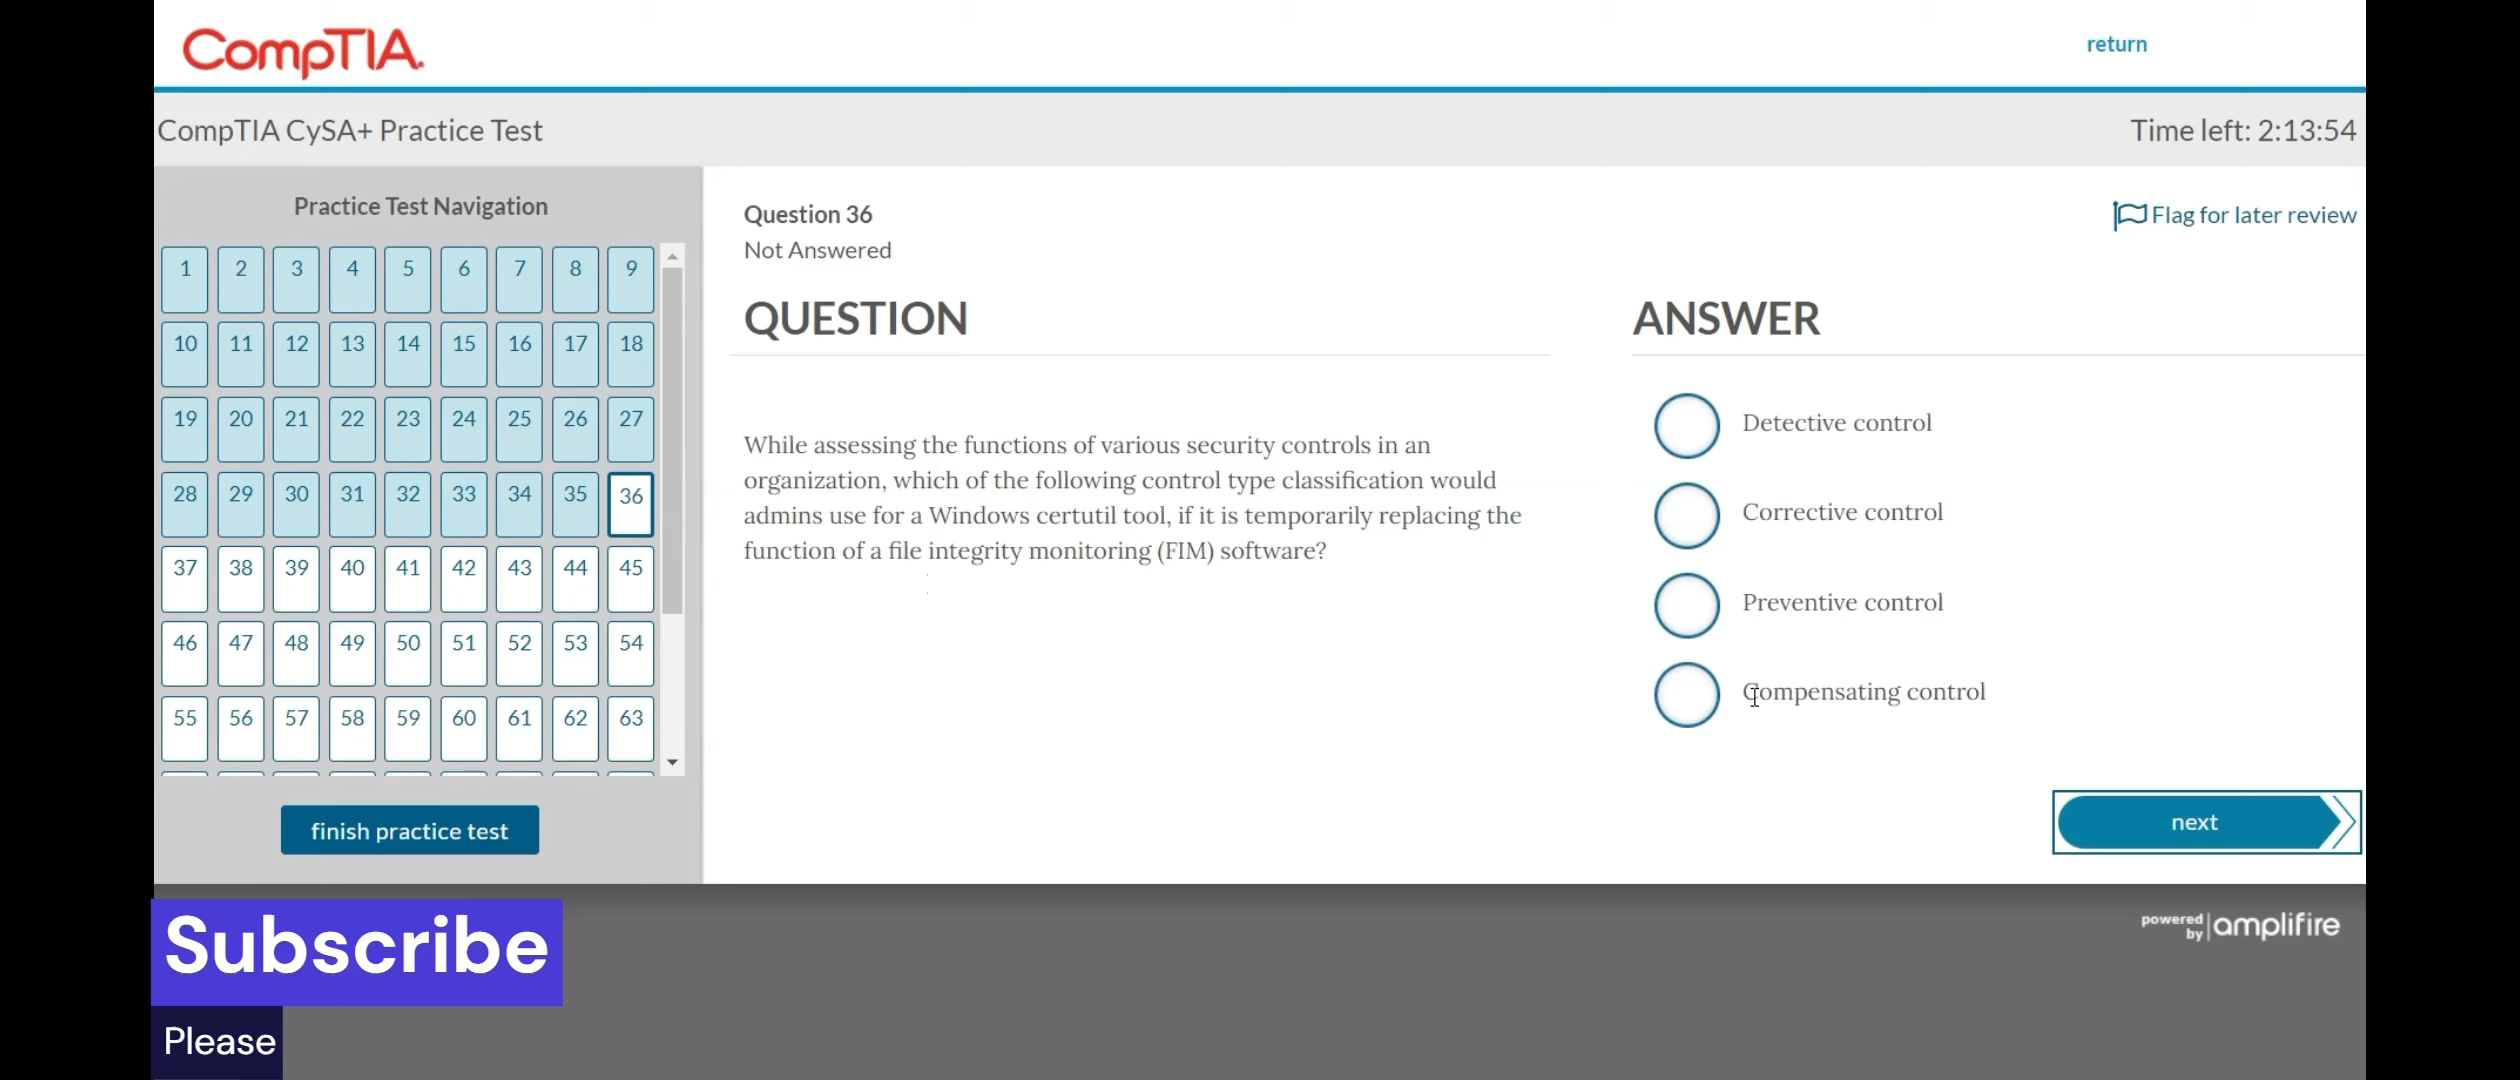 CompTIA.
return
CompTIA CySA+ Practice Test
Time left: 2:13:54
Practice Test Navigation
1 2 3 4 5 6 7 8 9
10 11 12 13 14 15 16 17 18
19 20 21 22 23 24 25 26 27
28 29 30 31 32 33 34 35 36
37 38 39 40 41 42 43 44 45
46 47 48 49 50 51 52 53 54
55 56 57 58 59 60 61 62 63
finish practice test
Question 36
Not Answered
Flag for later review
QUESTION
While assessing the functions of various security controls in an
organization, which of the following control type classification would
admins use for a Windows certutil tool, if it is temporarily replacing the
function of a file integrity monitoring (FIM) software?
ANSWER
Detective control
Corrective control
Preventive control
Compensating control
next
powered
by
amplifire
Subscribe
Please